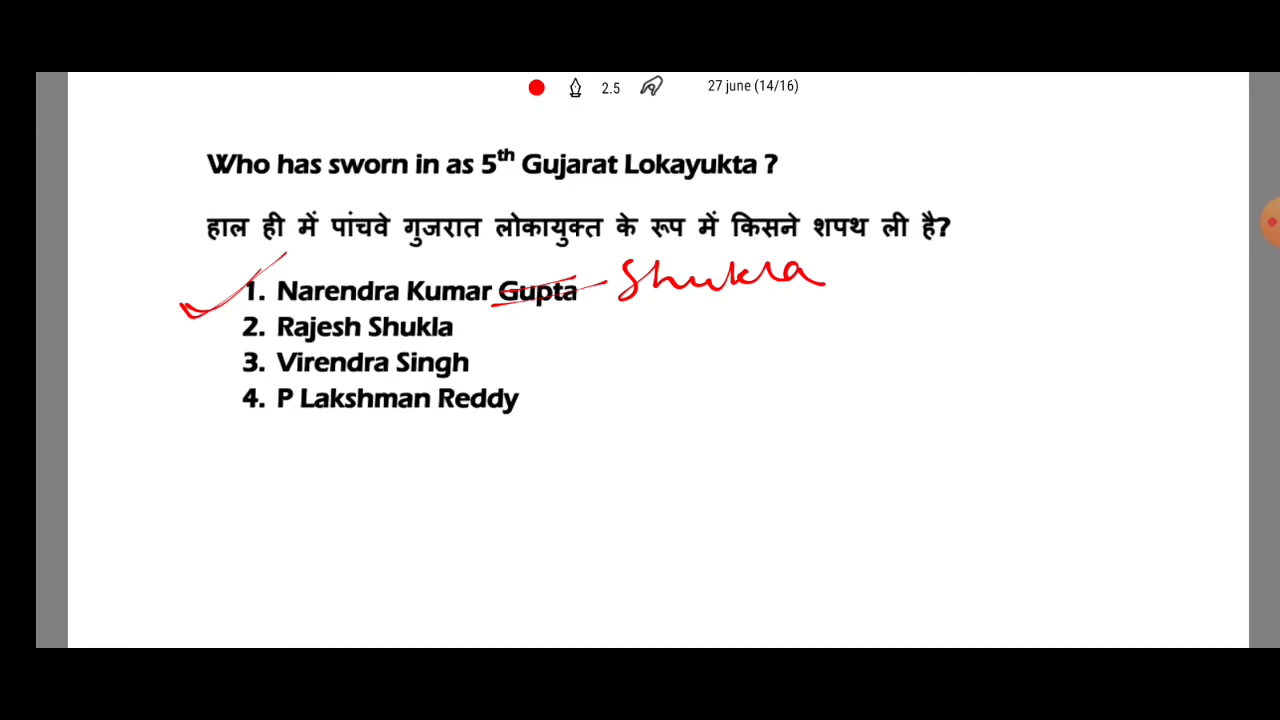 2.5 27 june (14/16)
Who has sworn in as 5th Gujarat Lokayukta ?
हाल ही में पांचवे गुजरात लोकायुक्त के रूप में किसने शपथ ली है?
1. Narendra Kumar Gupta Shukla
2. Rajesh Shukla
3. Virendra Singh
4. P Lakshman Reddy